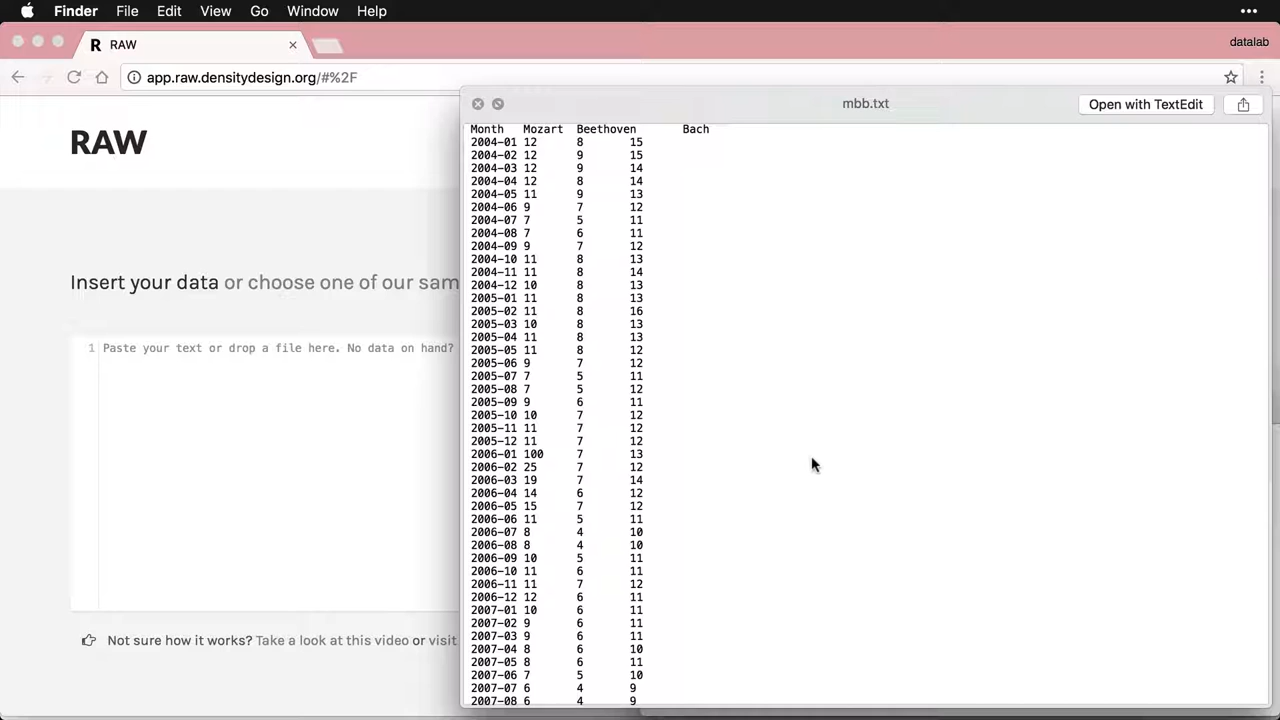 Finder File Edit View Go Window Help
R RAW
datalab
app.raw.densitydesign.org/#%2F
mbb.txt
Open with TextEdit
RAW
Insert your data or choose one of our sam
1 Paste your text or drop a file here. No data on hand?
Not sure how it works? Take a look at this video or visit
Month Mozart Beethoven Bach
2004-01 12 8 15
2004-02 12 9 15
2004-03 12 9 14
2004-04 12 8 14
2004-05 11 9 13
2004-06 9 7 12
2004-07 7 5 11
2004-08 7 6 11
2004-09 9 7 12
2004-10 11 8 13
2004-11 11 8 14
2004-12 10 8 13
2005-01 11 8 13
2005-02 11 8 16
2005-03 10 8 13
2005-04 11 8 13
2005-05 11 8 12
2005-06 9 7 12
2005-07 7 5 11
2005-08 7 5 12
2005-09 9 6 11
2005-10 10 7 12
2005-11 11 7 12
2005-12 11 7 12
2006-01 100 7 13
2006-02 25 7 12
2006-03 19 7 14
2006-04 14 6 12
2006-05 15 7 12
2006-06 11 5 11
2006-07 8 4 10
2006-08 8 4 10
2006-09 10 5 11
2006-10 11 6 11
2006-11 11 7 12
2006-12 12 6 11
2007-01 10 6 11
2007-02 9 6 11
2007-03 9 6 11
2007-04 8 6 10
2007-05 8 6 11
2007-06 7 5 10
2007-07 6 4 9
2007-08 6 4 9